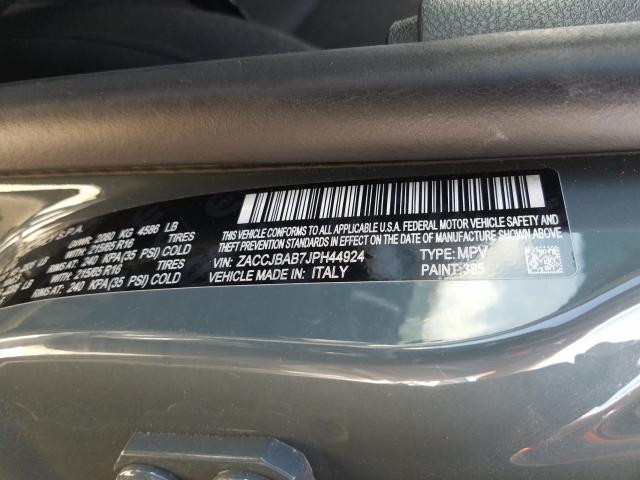 S.P.A.
GVWR 2080 KG 4586 LB
WITH 215/65 R16 TIRES
RIMS AT: 240 KPA(35 PSI) COLD
WITH 215/65 R16 TIRES
RIMS AT: 240 KPA(35 PSI) COLD
THIS VEHICLE CONFORMS TO ALL APPLICABLE U.S.A. FEDERAL MOTOR VEHICLE SAFETY AND
THEFT PREVENTION STANDARDS IN EFFECT ON THE DATE OF MANUFACTURE SHOWN ABOVE.
VIN: ZACCJBAB7JPH44924 TYPE: MPV
MADE IN: ITALY PAINT: 385